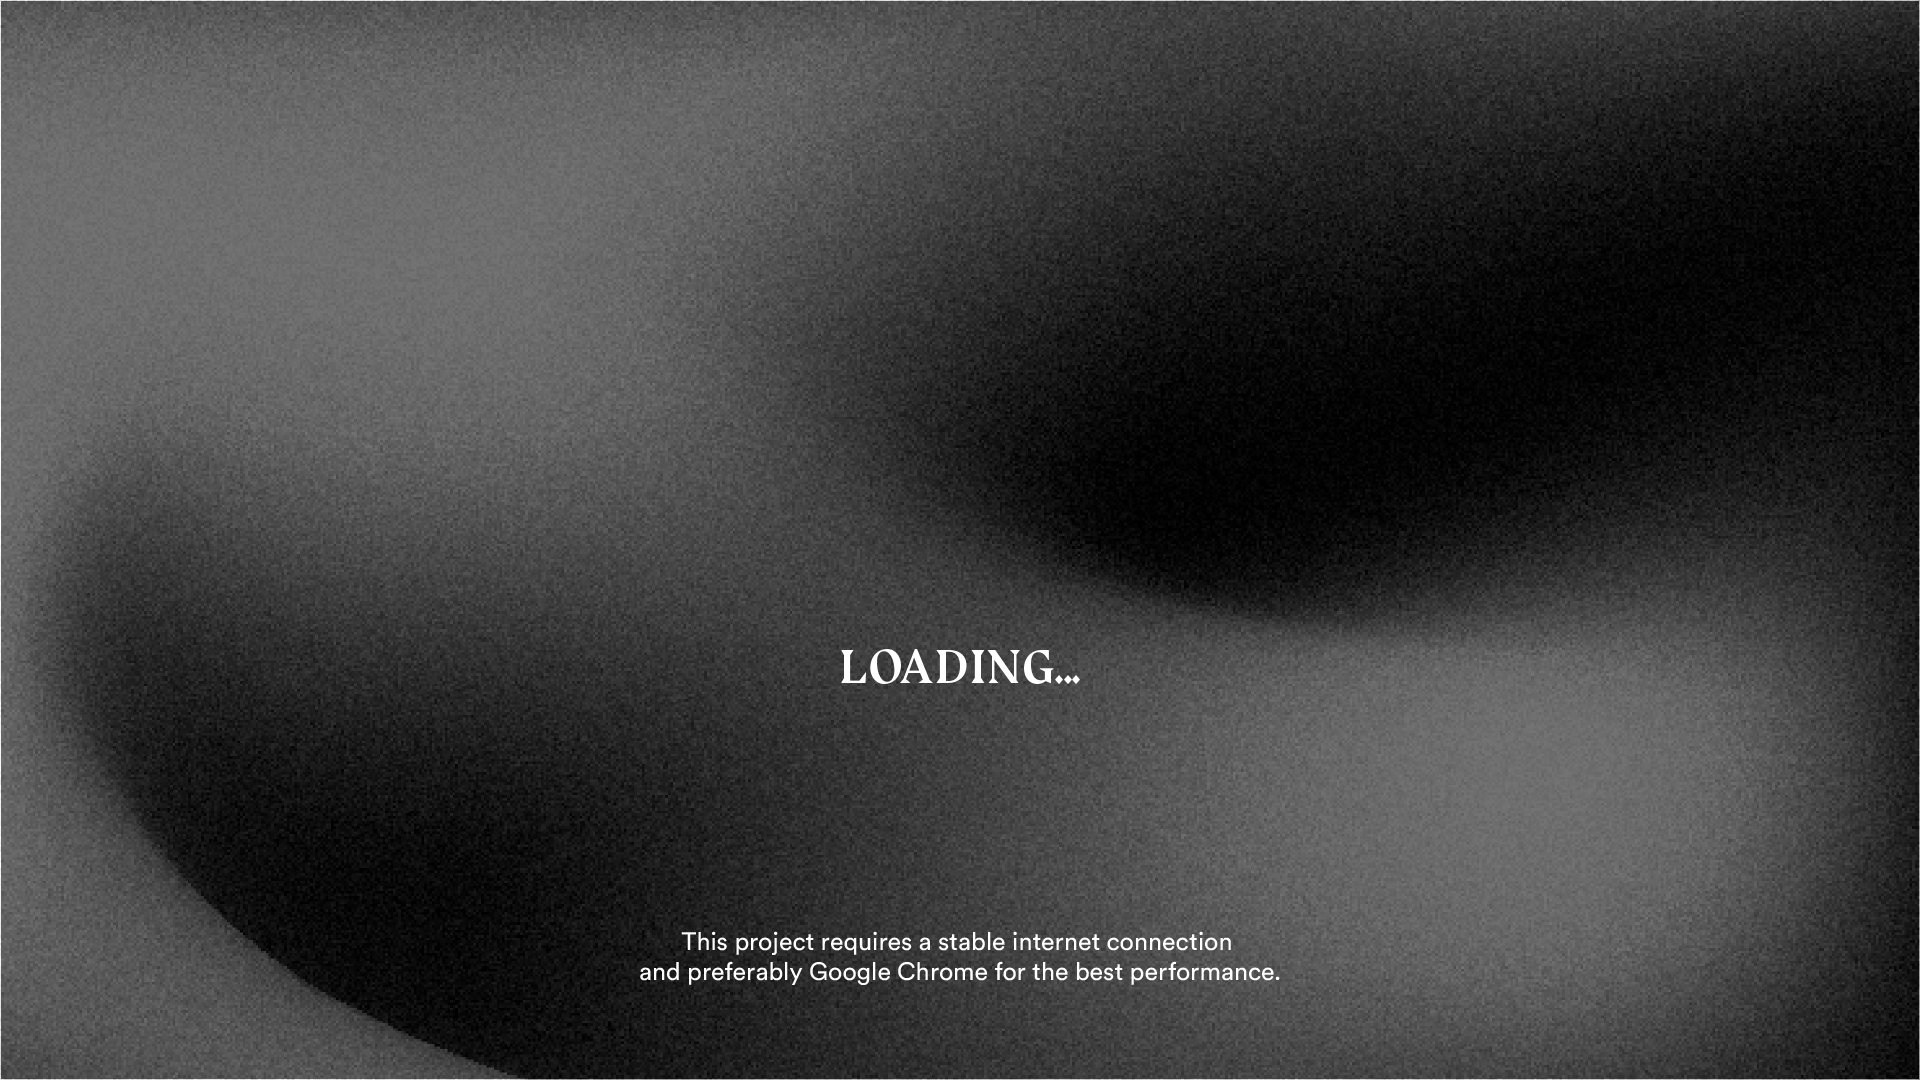 LOADING...
This project requires a stable internet connection
and preferably Google Chrome for the best performance.